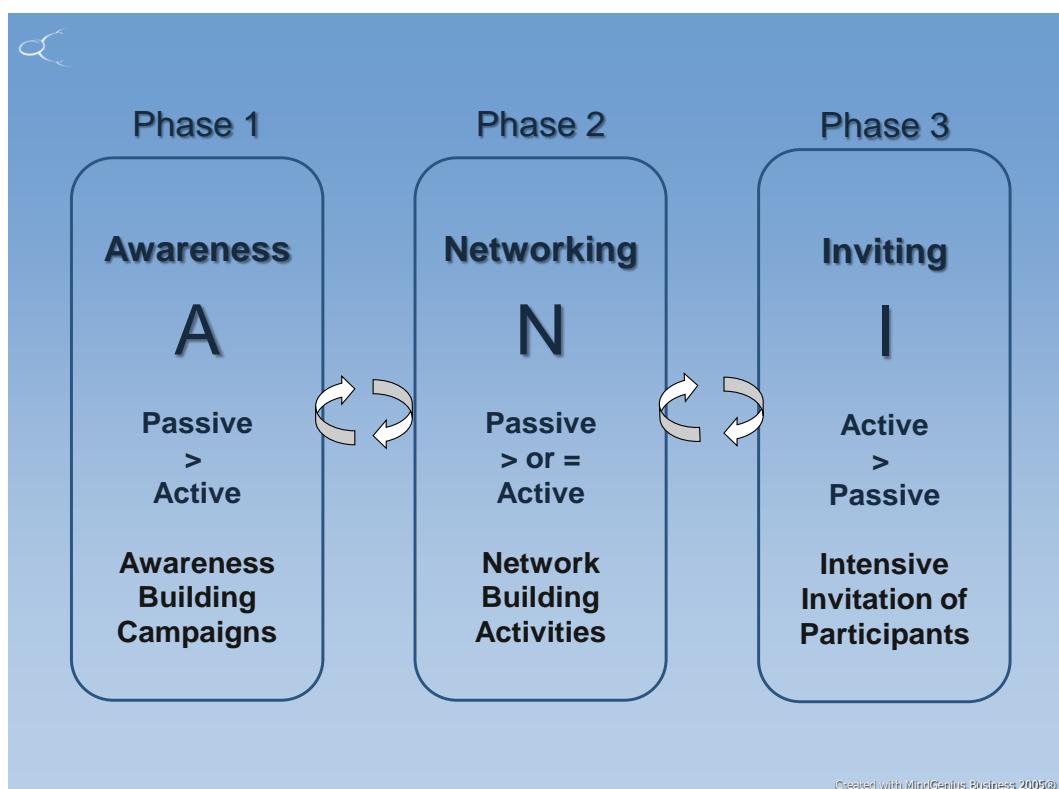 Phase 1
Awareness
A
Passive
>
Active
Awareness
Building
Campaigns
Phase 2
Networking
N
Passive
> or =
Active
Network
Building
Activities
Phase 3
Inviting
I
Active
>
Passive
Intensive
Invitation of
Participants
Created with MindGenius Business 2005®